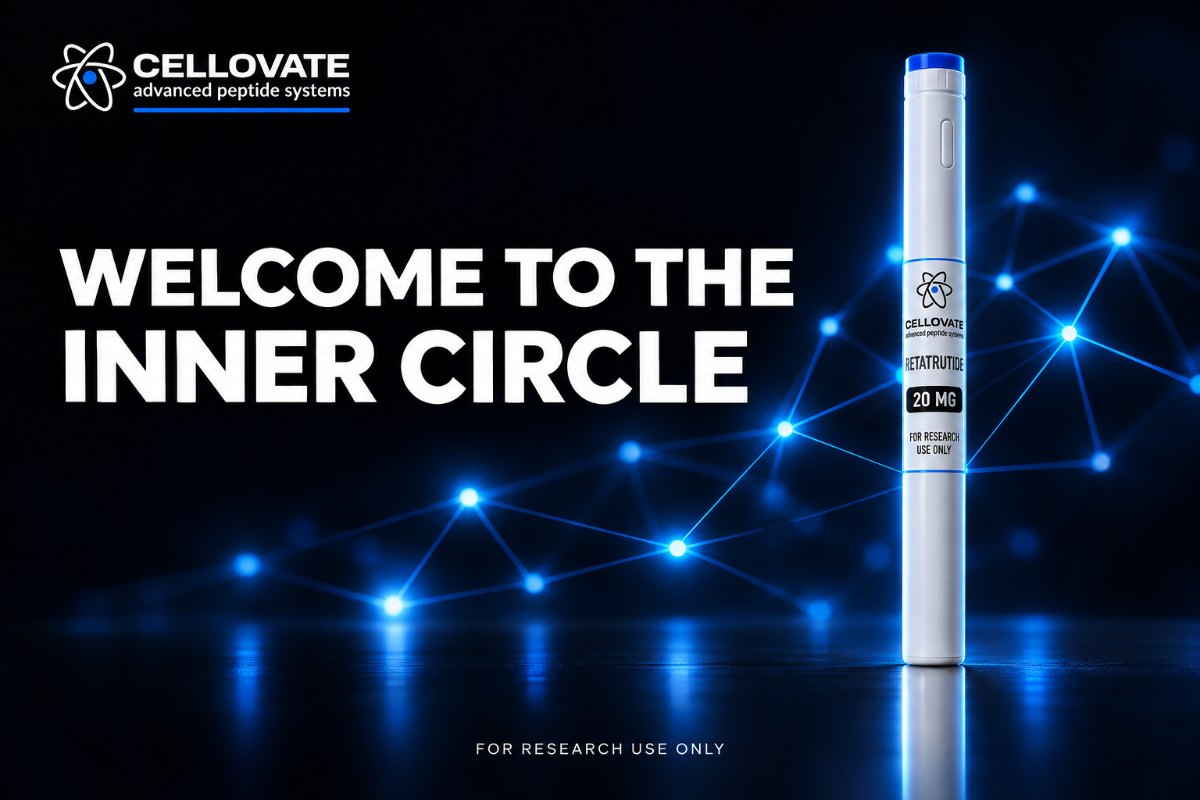 CELLOVATE
advanced peptide systems
WELCOME TO THE
INNER CIRCLE
CELLOVATE
advanced peptide systems
RETATRUTIDE
20 MG
FOR RESEARCH
USE ONLY
FOR RESEARCH USE ONLY